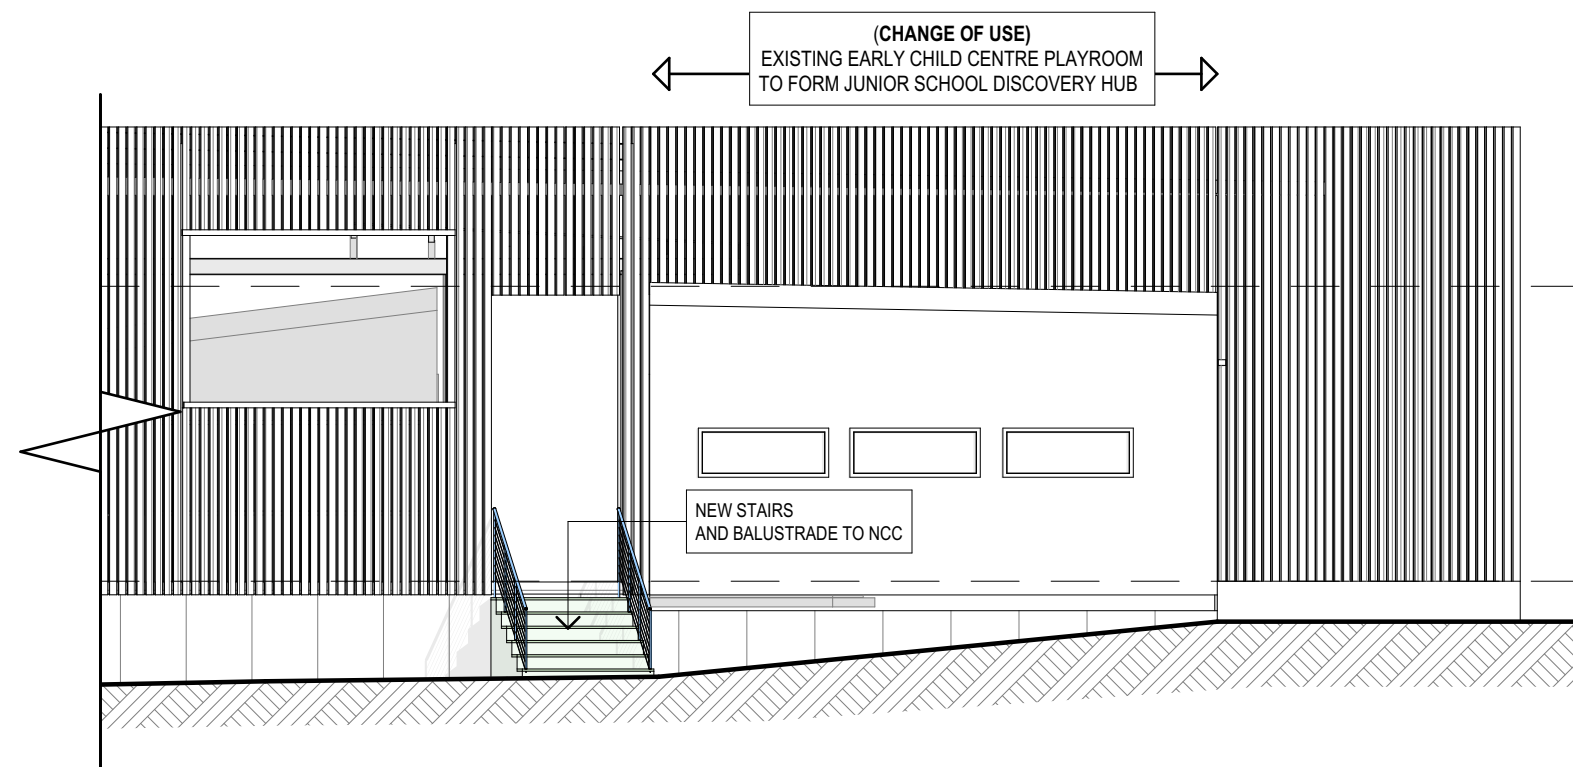 (CHANGE OF USE)
EXISTING EARLY CHILD CENTRE PLAYROOM
TO FORM JUNIOR SCHOOL DISCOVERY HUB
NEW STAIRS
AND BALUSTRADE TO NCC